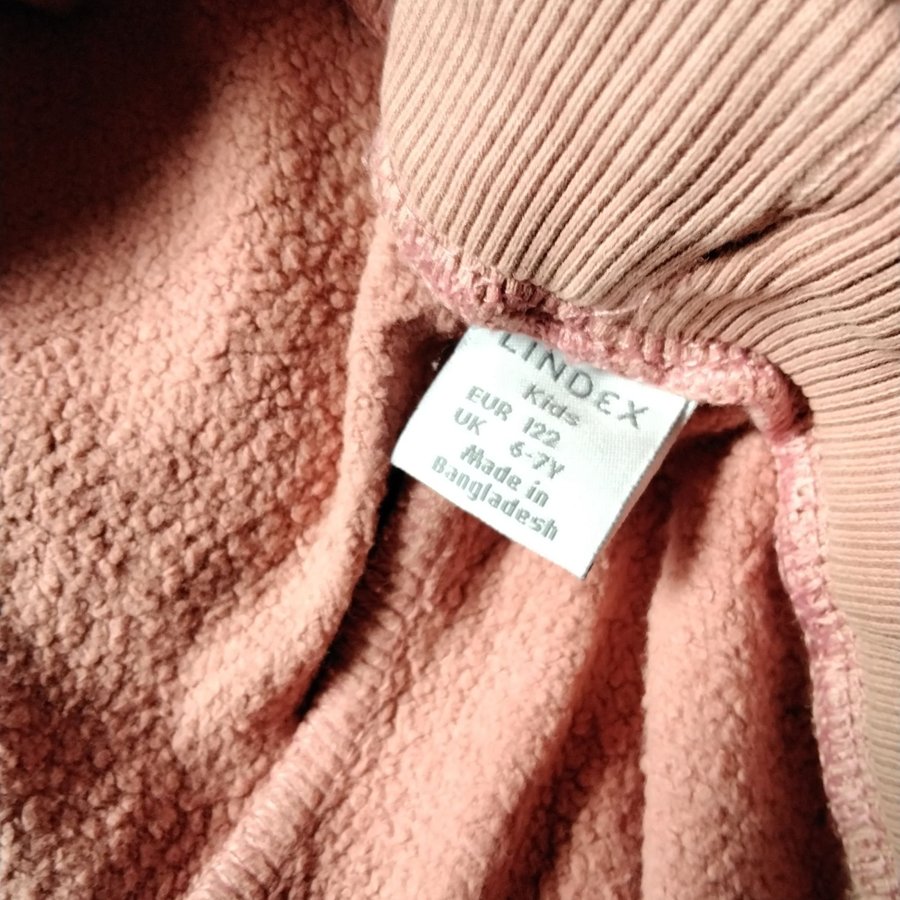 LINDEX
Kids
EUR 122
UK 6-7Y
Made in
Bangladesh